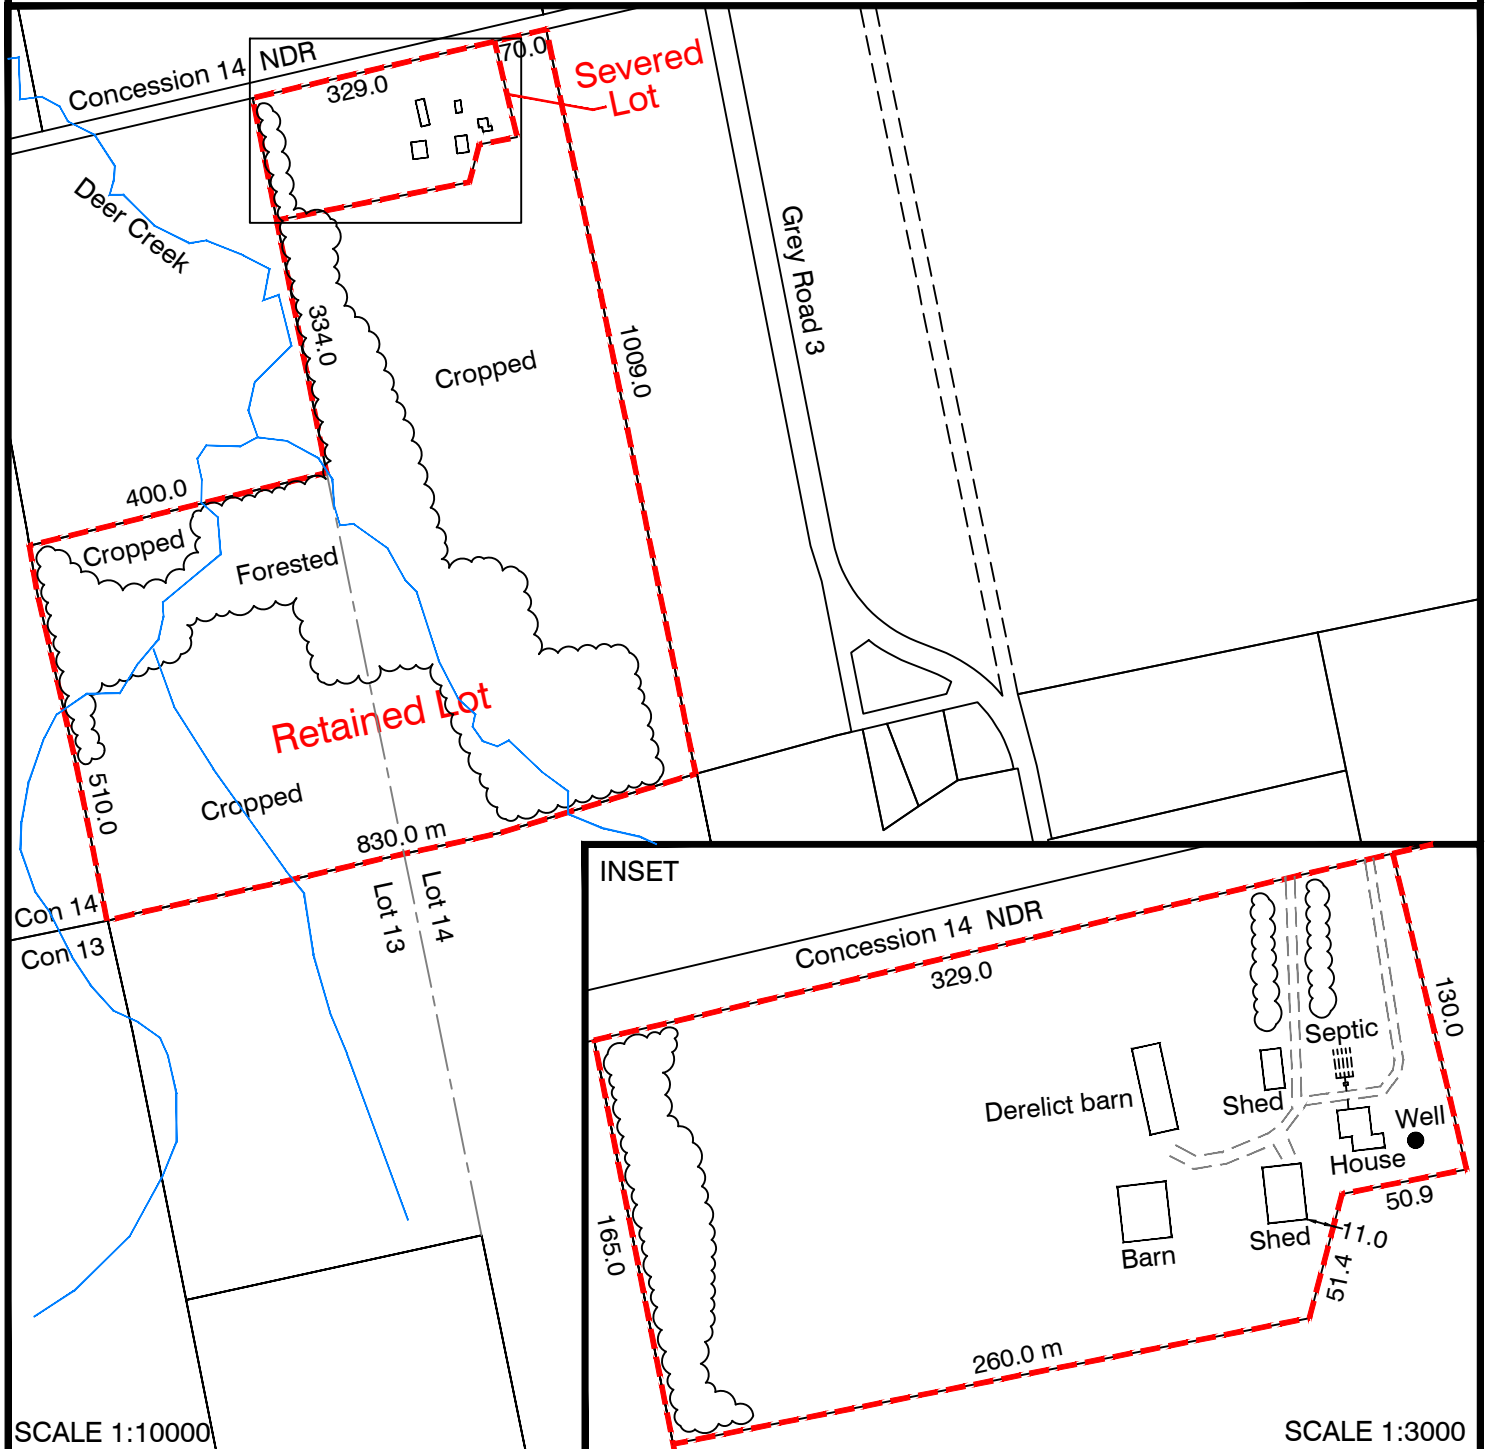 Concession 14 NDR
70.0
329.0
Severed
Lot
Deer Creek
Grey Road 3
334.0
1009.0
Cropped
400.0
Cropped
Forested
Retained Lot
510.0
Cropped
830.0 m
Lot 13
Lot 14
Con 14
Con 13
SCALE 1:10000
INSET
Concession 14 NDR
329.0
130.0
Septic
Derelict barn
Shed
Well
House
50.9
165.0
Barn
Shed
11.0
51.4
260.0 m
SCALE 1:3000